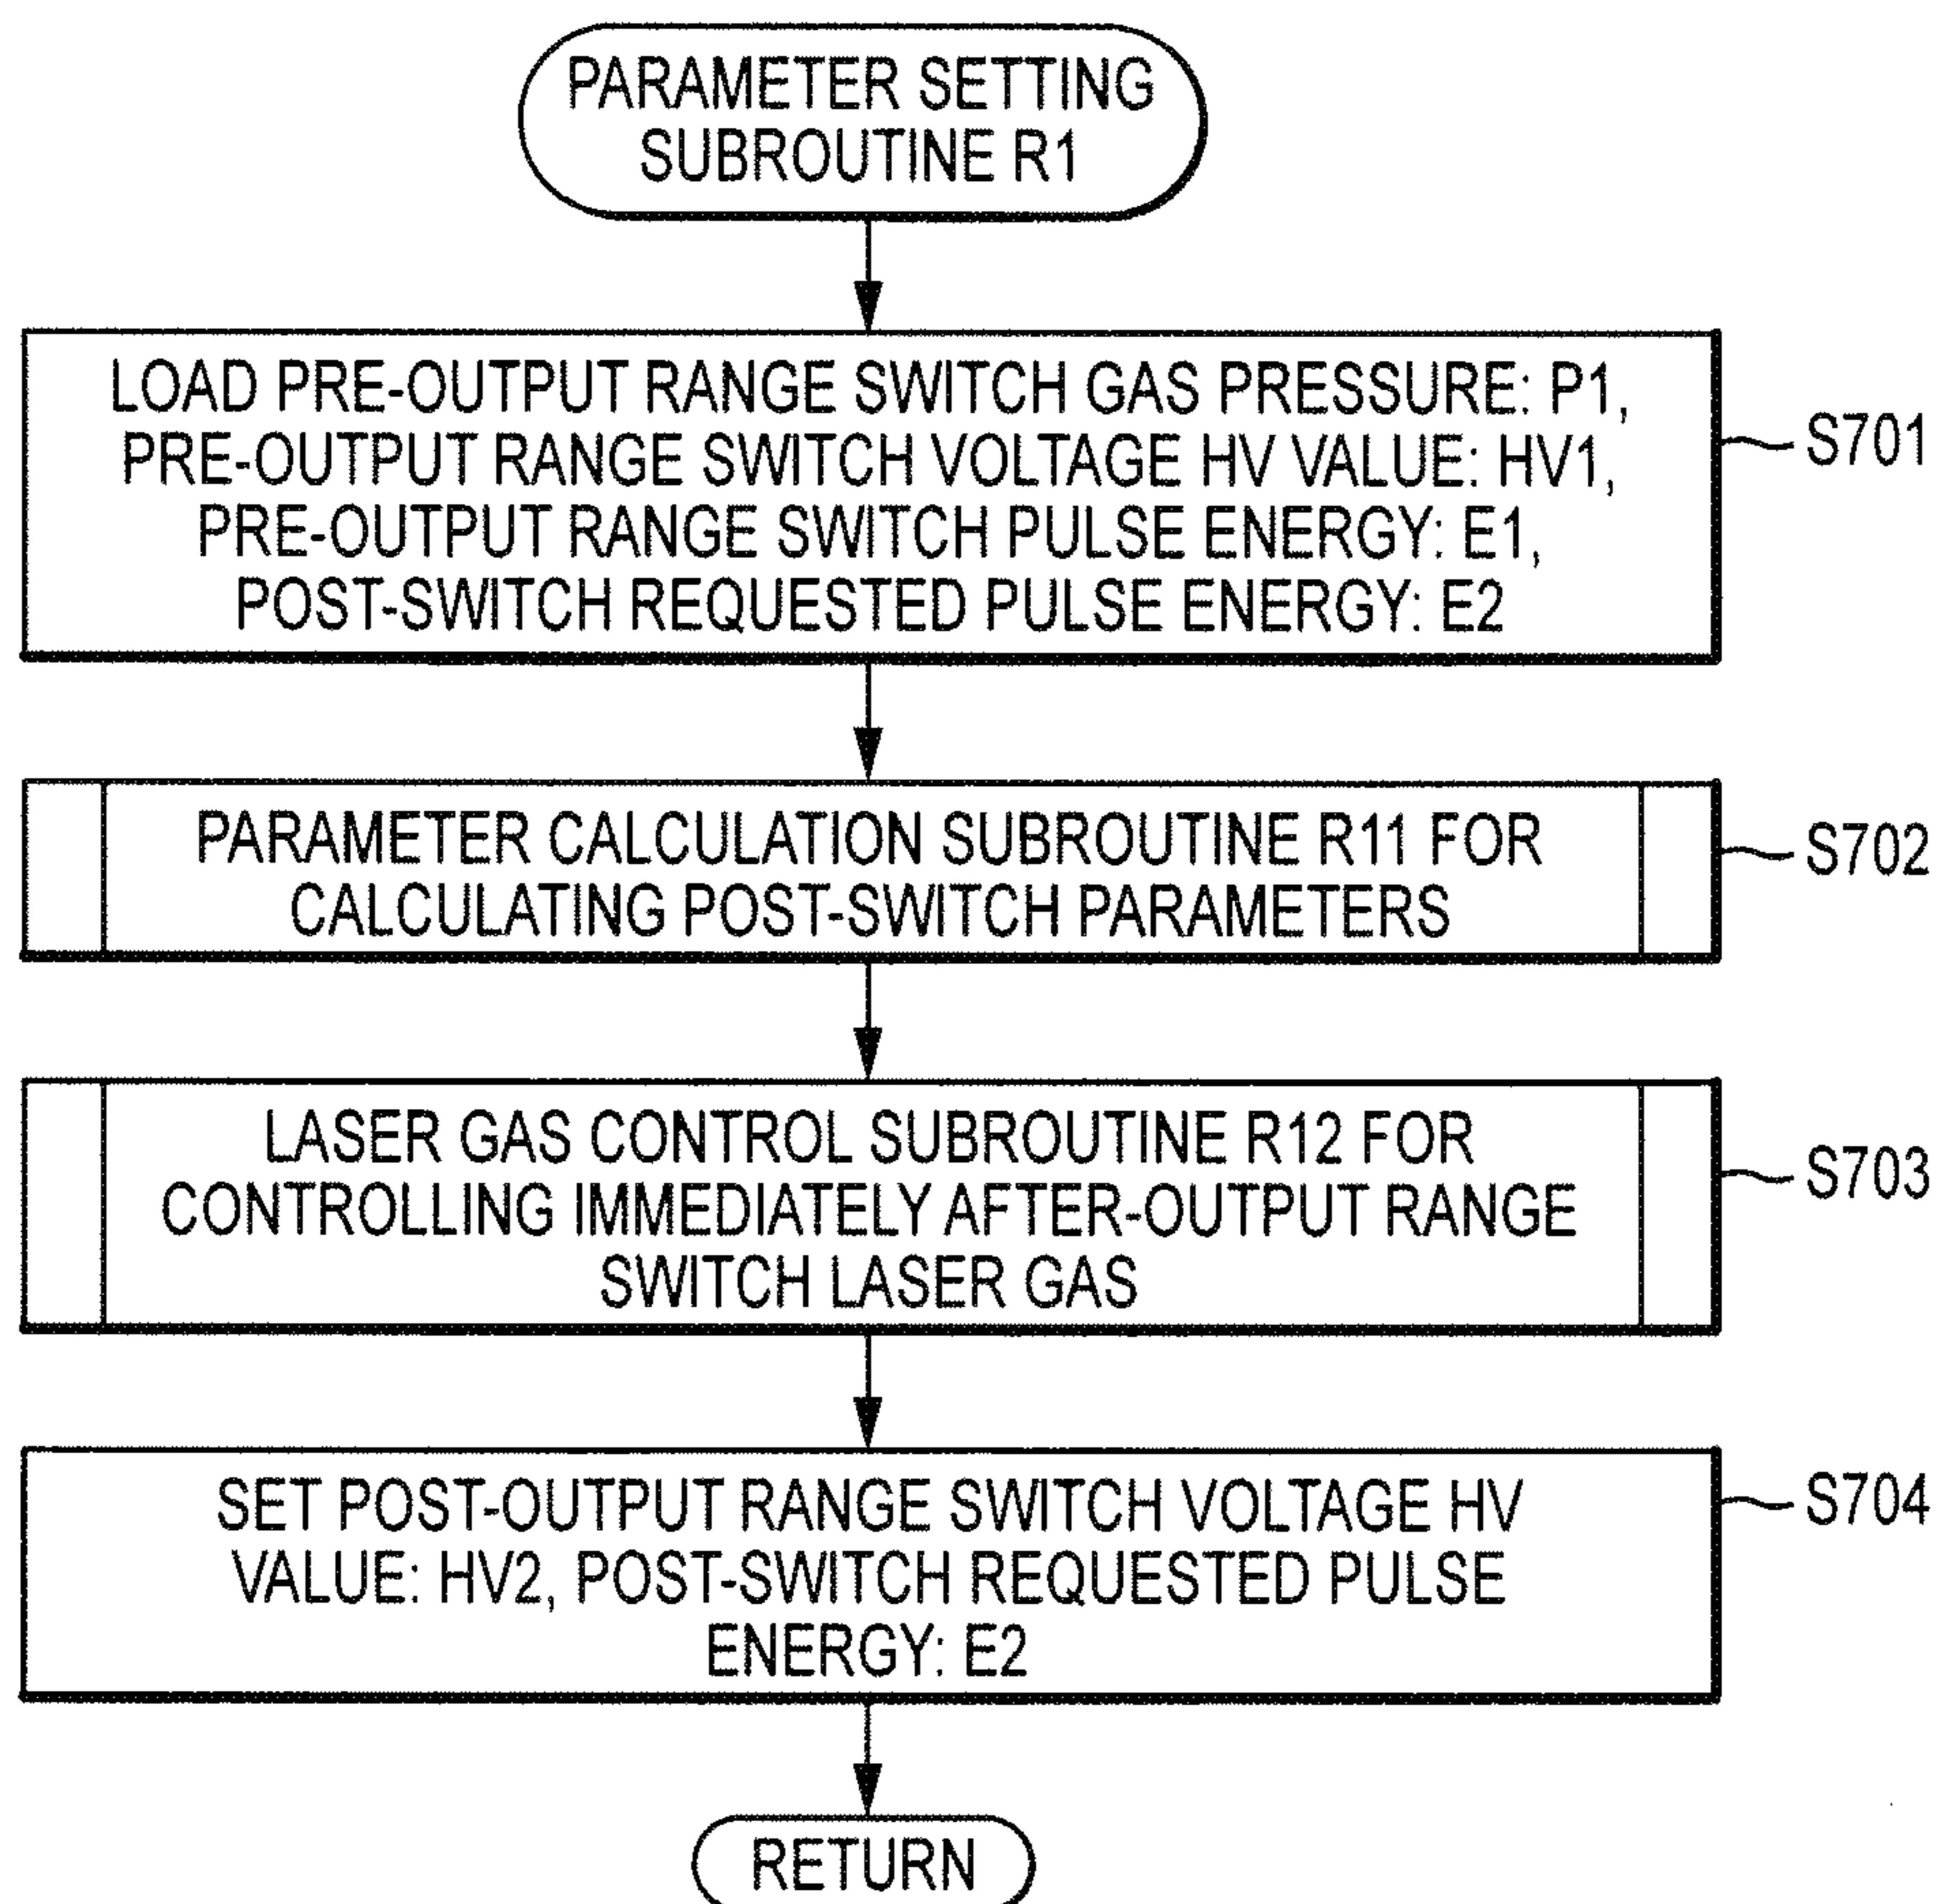 PARAMETER SETTING
SUBROUTINE R1
LOAD PRE-OUTPUT RANGE SWITCH GAS PRESSURE: P1,
PRE-OUTPUT RANGE SWITCH VOLTAGE HV VALUE: HV1,
PRE-OUTPUT RANGE SWITCH PULSE ENERGY: E1,
POST-SWITCH REQUESTED PULSE ENERGY: E2
S701
PARAMETER CALCULATION SUBROUTINE R11 FOR
CALCULATING POST-SWITCH PARAMETERS
S702
LASER GAS CONTROL SUBROUTINE R12 FOR
CONTROLLING IMMEDIATELY AFTER-OUTPUT RANGE
SWITCH LASER GAS
S703
SET POST-OUTPUT RANGE SWITCH VOLTAGE HV
VALUE: HV2, POST-SWITCH REQUESTED PULSE
ENERGY: E2
S704
RETURN